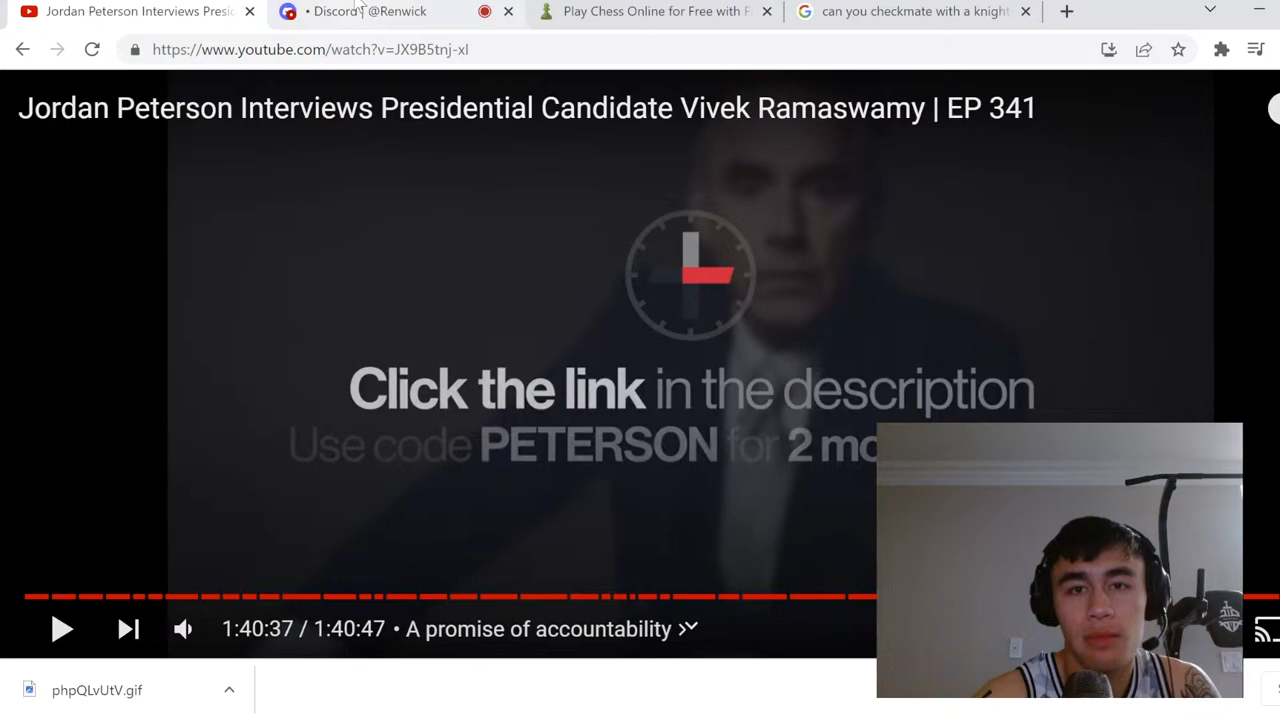 Jordan Peterson Interviews Presid
• Discord | @Renwick
Play Chess Online for Free with F
can you checkmate with a knight
https://www.youtube.com/watch?v=JX9B5tnj-xI
Jordan Peterson Interviews Presidential Candidate Vivek Ramaswamy | EP 341
Click the link in the description
Use code PETERSON for 2 mo
1:40:37 / 1:40:47 • A promise of accountability
phpQLvUtV.gif